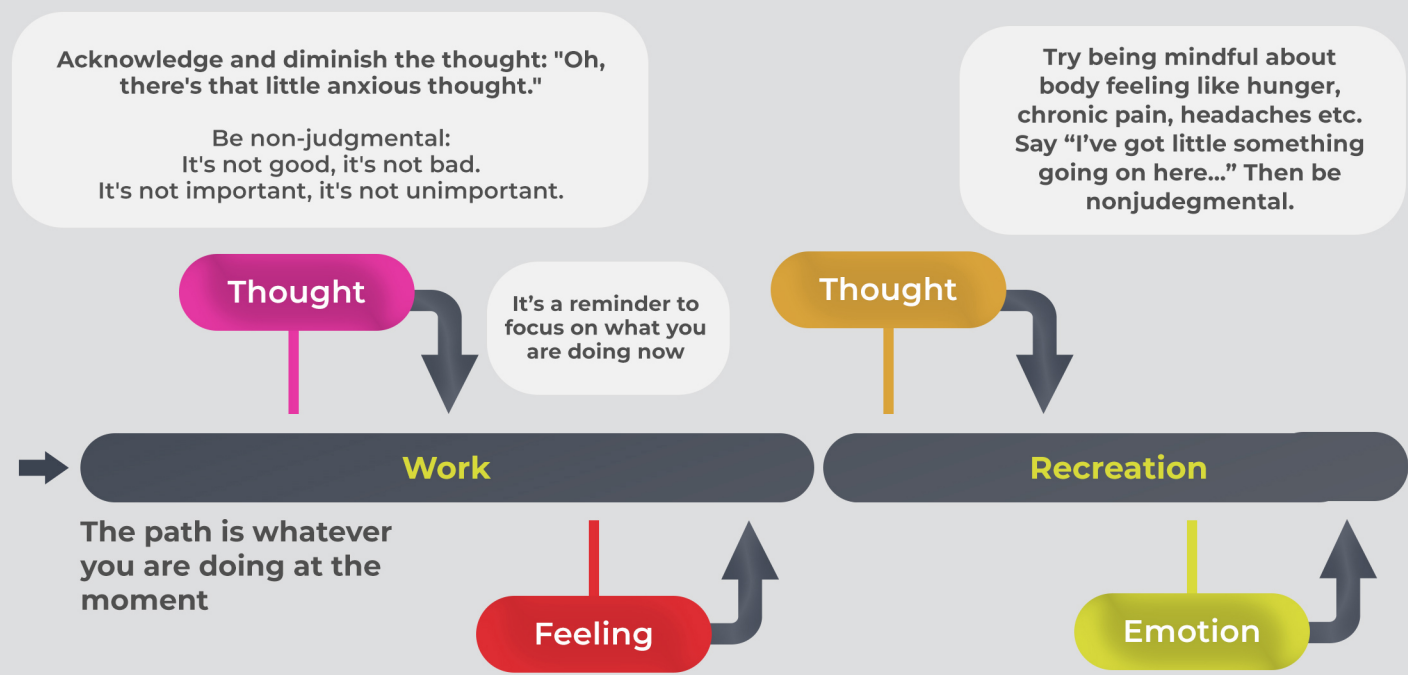 Acknowledge and diminish the thought: "Oh,
there's that little anxious thought."
Be non-judgmental:
It's not good, it's not bad.
It's not important, it's not unimportant.
Try being mindful about
body feeling like hunger,
chronic pain, headaches etc.
Say “I’ve got little something
going on here...” Then be
nonjudegmental.
Thought
It’s a reminder to
focus on what you
are doing now
Thought
Work
Recreation
The path is whatever
you are doing at the
moment
Feeling
Emotion